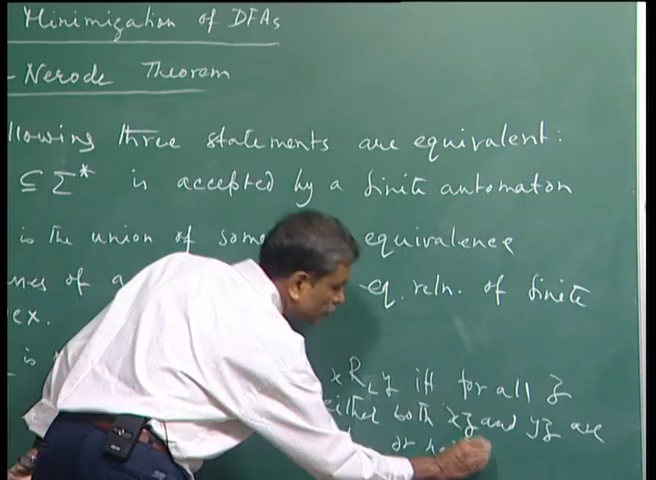 Minimization of DFAs
- Nerode Theorem
llowing three statements are equivalent:
⊆ Σ* is accepted by a finite automaton
is the union of some equivalence
of a eq. reln. of finite
ex.
is
x R_L y iff for all z
either both xz and yz are
or